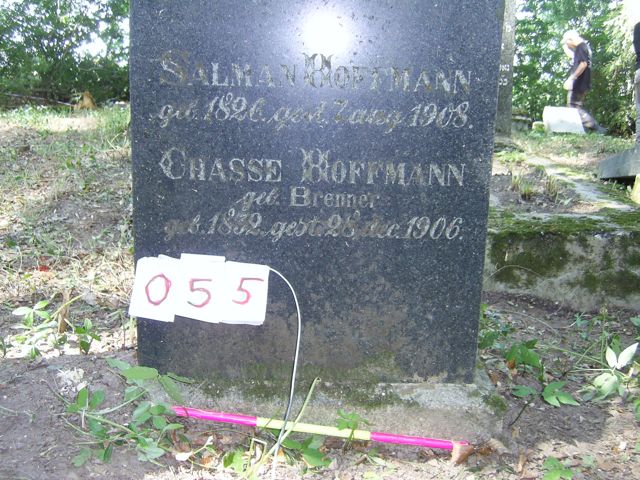 SALMAN HOFFMANN
geb. 1826, gest. 7 aug. 1908.
CHASSE HOFFMANN
geb. Brenner
geb. 1832, gest. 28. dec. 1906.
055